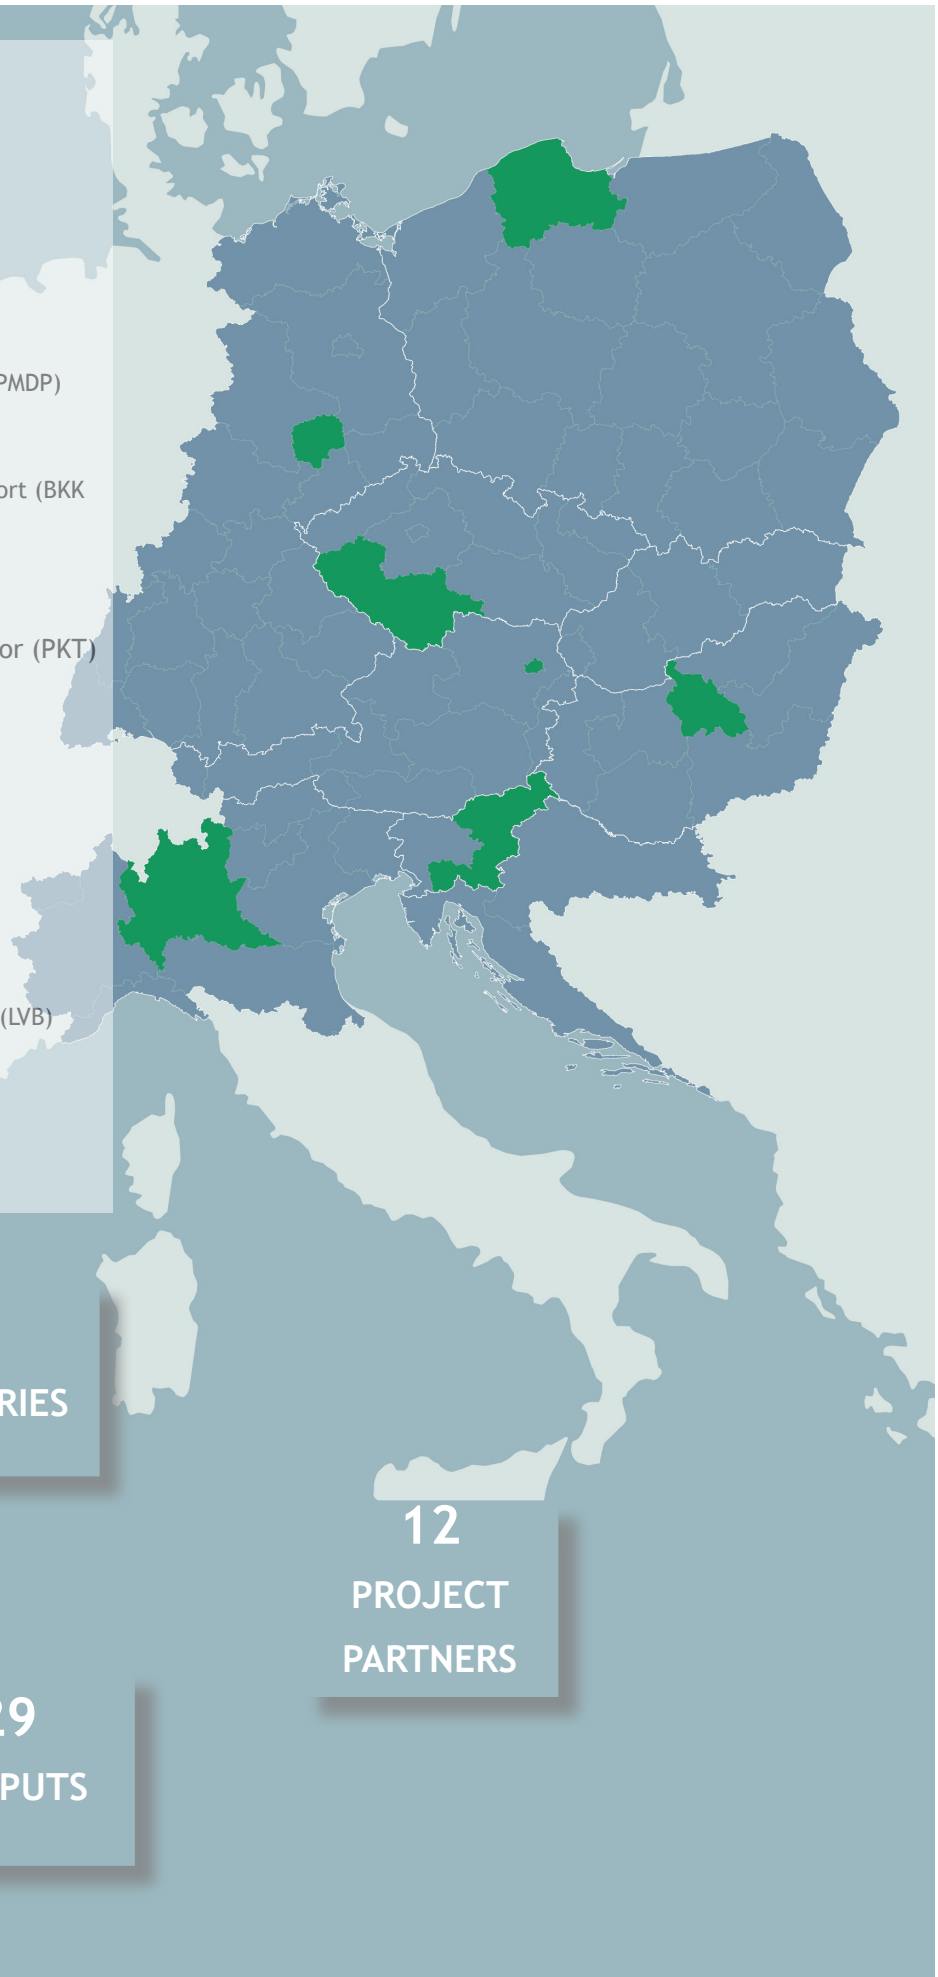 PMDP)
ort (BKK
or (PKT)
(LVB)
RIES
12
PROJECT
PARTNERS
29
PUTS